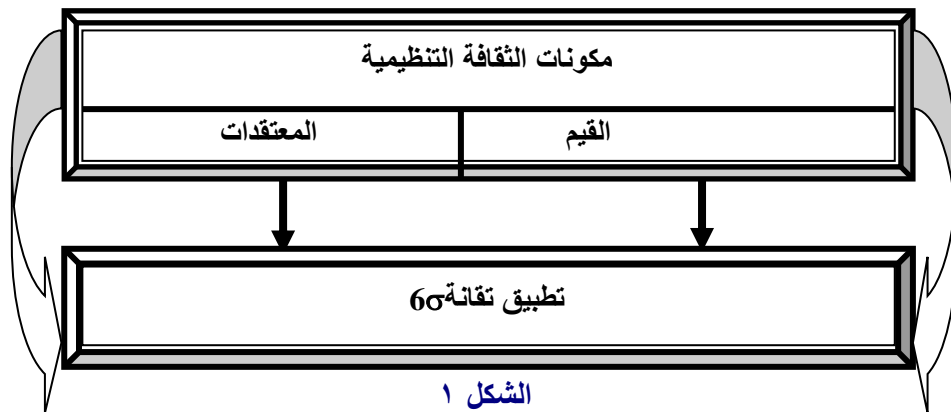 مكونات الثقافة التنظيمية
القيم
المعتقدات
تطبيق تقانة6σ
الشكل ١